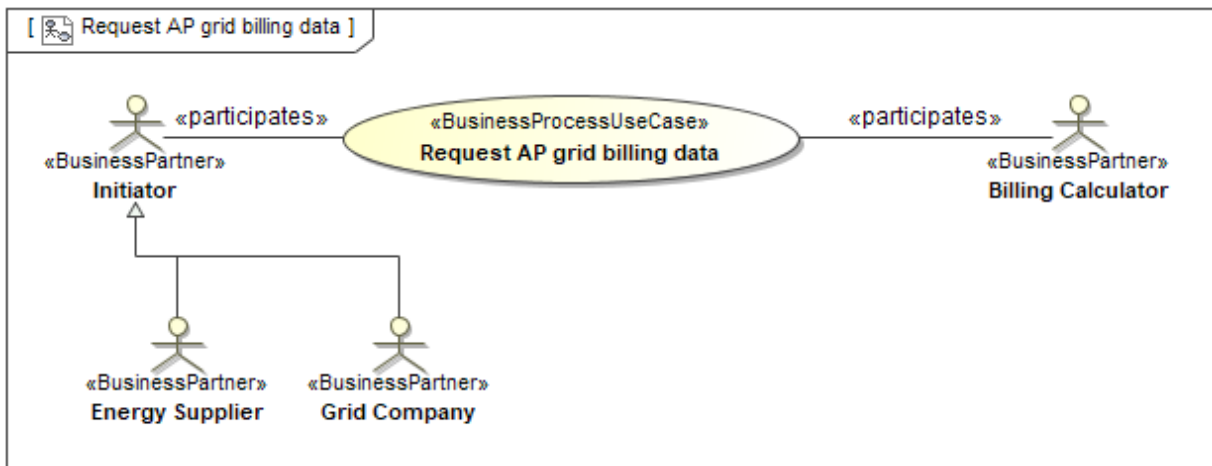 [ Request AP grid billing data ]
«participates»
«BusinessProcessUseCase»
Request AP grid billing data
«participates»
«BusinessPartner»
Initiator
«BusinessPartner»
Billing Calculator
«BusinessPartner»
Energy Supplier
«BusinessPartner»
Grid Company